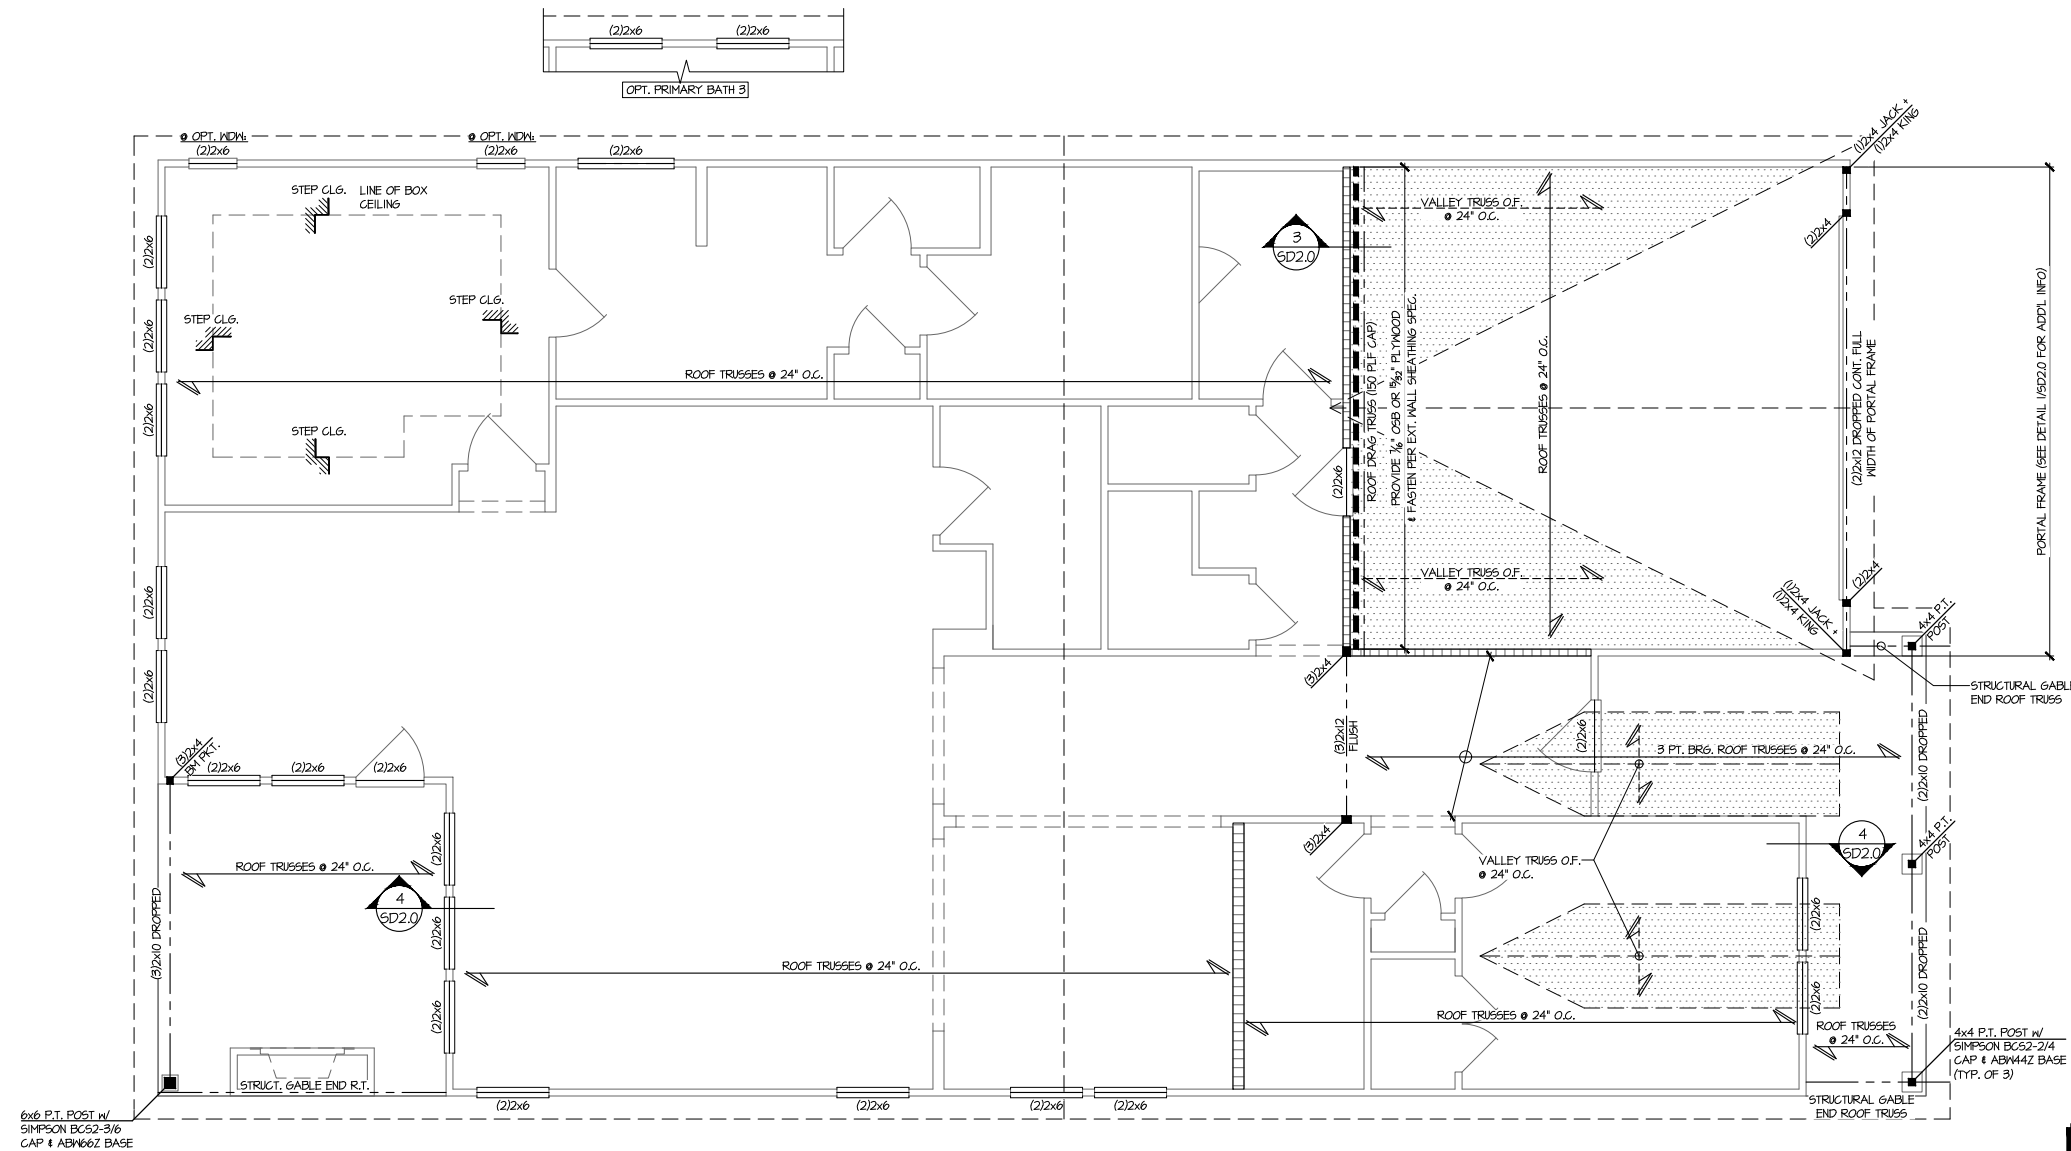 (2)2x6
(2)2x6
OPT. PRIMARY BATH 3
@ OPT. WDW:
(2)2x6
@ OPT. WDW:
(2)2x6
(2)2x6
(1)2x4 JACK +
(1)2x4 KING
STEP CLG.
LINE OF BOX
CEILING
(2)2x6
(2)2x6
(2)2x6
STEP CLG.
STEP CLG.
STEP CLG.
ROOF TRUSSES @ 24" O.C.
3
SD2.0
VALLEY TRUSS O.F.
@ 24" O.C.
(2)2x4
ROOF DRAG TRUSS (150 PLF CAP)
PROVIDE 7/16" OSB OR 15/32" PLYWOOD
& FASTEN PER EXT. WALL SHEATHING SPEC.
ROOF TRUSSES @ 24" O.C.
(2)2x12 DROPPED CONT. FULL
WIDTH OF PORTAL FRAME
PORTAL FRAME (SEE DETAIL 1/SD2.0 FOR ADD'L INFO)
(2)2x6
VALLEY TRUSS O.F.
@ 24" O.C.
(2)2x4
(1)2x4 JACK +
(1)2x4 KING
4x4 P.T.
POST
(2)2x6
(2)2x6
(3)2x4
STRUCTURAL GABLE
END ROOF TRUSS
(3)2x12
FLUSH
(2)2x6
3 PT. BRG. ROOF TRUSSES @ 24" O.C.
(2)2x10 DROPPED
(3)2x4
BM PKT.
(2)2x6
(2)2x6
(2)2x6
(3)2x4
4
SD2.0
4x4 P.T.
POST
(2)2x6
ROOF TRUSSES @ 24" O.C.
VALLEY TRUSS O.F.
@ 24" O.C.
4
SD2.0
(3)2x10 DROPPED
(2)2x6
(2)2x6
(2)2x6
(2)2x6
ROOF TRUSSES @ 24" O.C.
(2)2x10 DROPPED
ROOF TRUSSES @ 24" O.C.
ROOF TRUSSES
@ 24" O.C.
4x4 P.T. POST w/
SIMPSON BCS2-2/4
CAP & ABW44Z BASE
(TYP. OF 3)
STRUCT. GABLE END R.T.
(2)2x6
(2)2x6
(2)2x6
(2)2x6
STRUCTURAL GABLE
END ROOF TRUSS
6x6 P.T. POST w/
SIMPSON BCS2-3/6
CAP & ABW66Z BASE